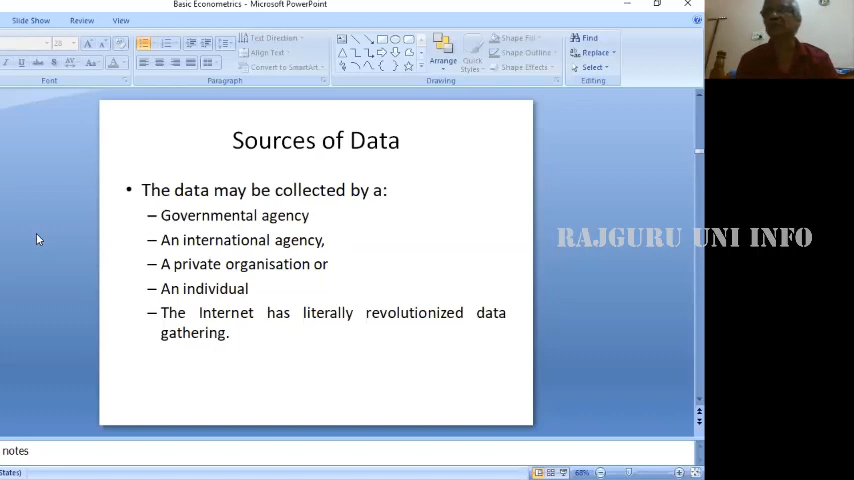 Basic Econometrics - Microsoft PowerPoint
Slide Show Review View
28
Text Direction
Align Text
Convert to SmartArt
Arrange
Quick Styles
Shape Fill
Shape Outline
Shape Effects
Find
Replace
Select
Font Paragraph Drawing Editing
Sources of Data
• The data may be collected by a:
– Governmental agency
– An international agency,
– A private organisation or
– An individual
– The Internet has literally revolutionized data
gathering.
RAJGURU UNI INFO
notes
States)
68%